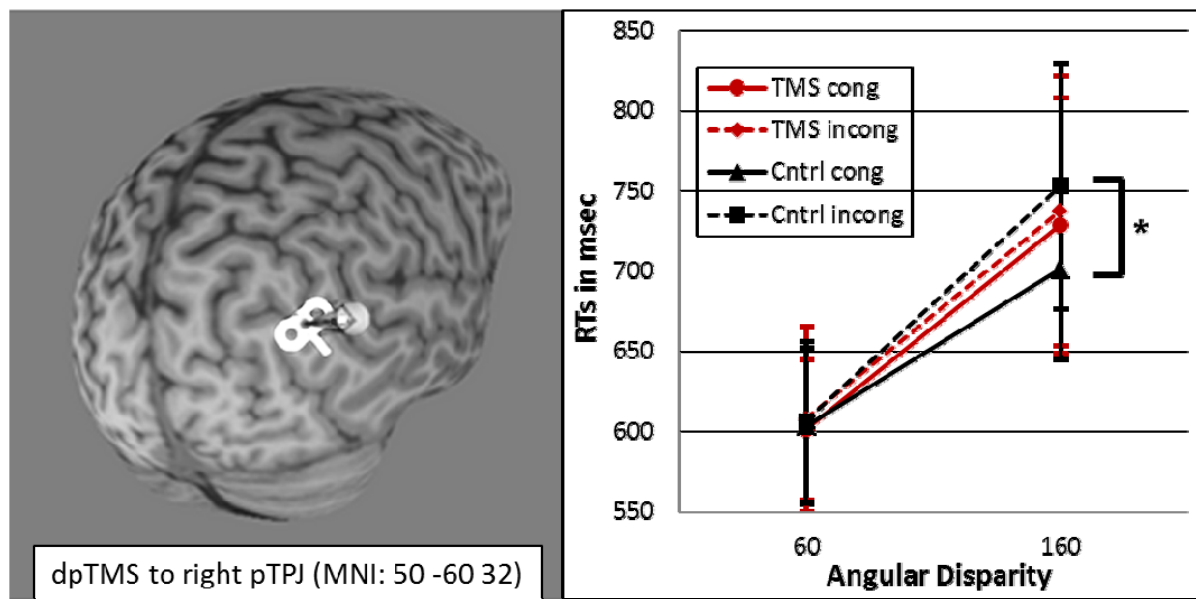 dpTMS to right pTPJ (MNI: 50 -60 32)
850
800
750
700
650
600
550
RTs in msec
TMS cong
TMS incong
Cntrl cong
Cntrl incong
*
60
160
Angular Disparity